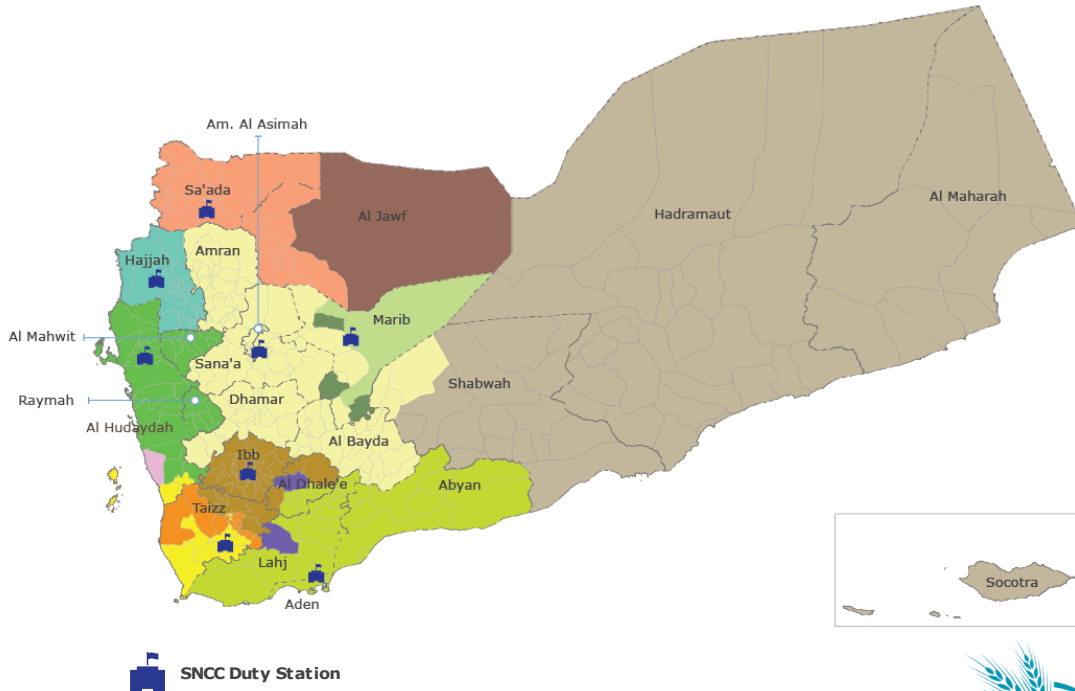 Am. Al Asimah
Sa'ada
Al Jawf
Hadramaut
Al Maharah
Amran
Hajjah
Marib
Al Mahwit
Sana'a
Shabwah
Raymah
Dhamar
Al Hudaydah
Al Bayda
Ibb
Al Dhale'e
Abyan
Taizz
Lahj
Socotra
Aden
SNCC Duty Station